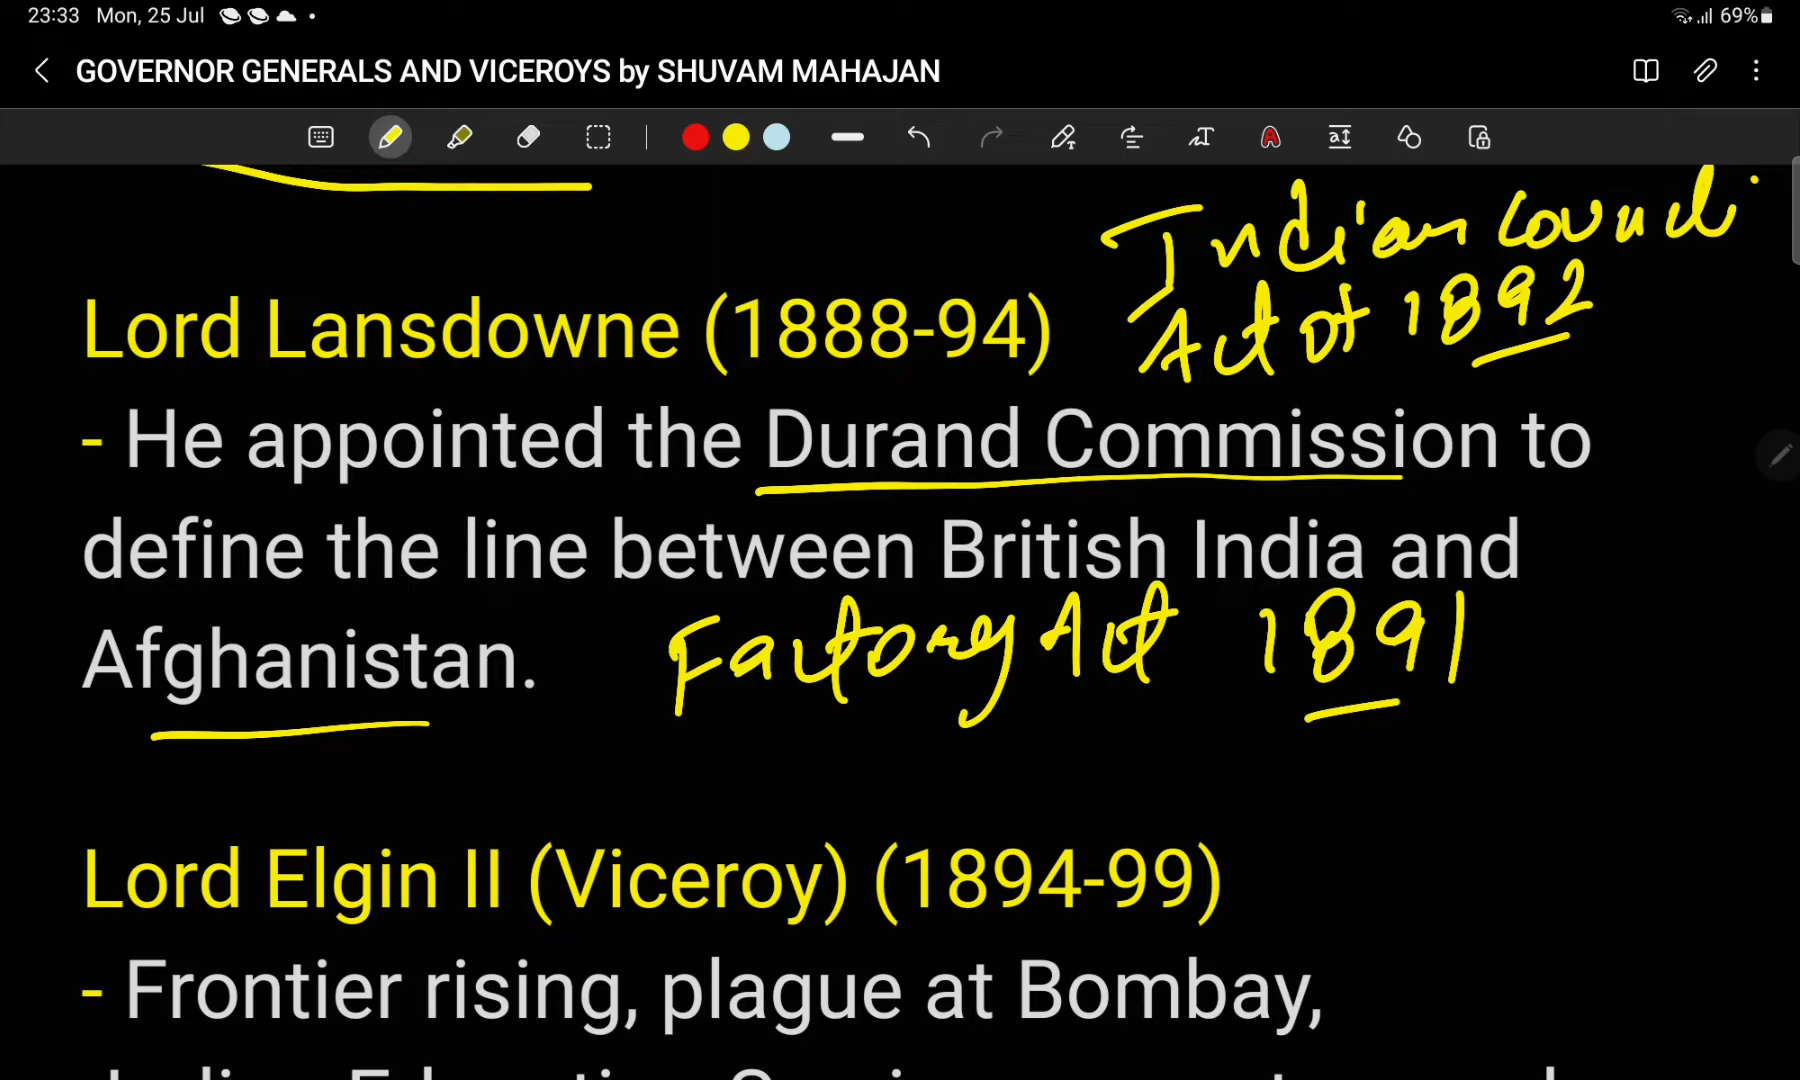 23:33 Mon, 25 Jul
69%
GOVERNOR GENERALS AND VICEROYS by SHUVAM MAHAJAN
Indian Council
Act of 1892
Lord Lansdowne (1888-94)
- He appointed the Durand Commission to
define the line between British India and
Afghanistan.
Factory Act 1891
Lord Elgin II (Viceroy) (1894-99)
- Frontier rising, plague at Bombay,